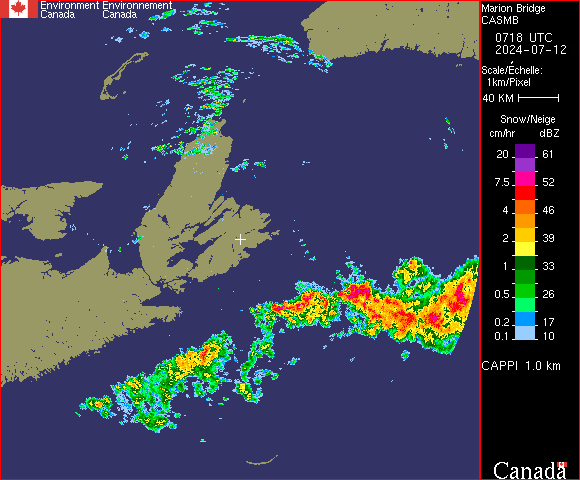 Environment Environnement
Canada Canada
Marion Bridge
CASMB
0718 UTC
2024-07-12
Scale/Échelle:
1km/Pixel
40 KM
Snow/Neige
cm/hr dBZ
20 61
7.5 52
4 46
2 39
1 33
0.5 26
0.2 17
0.1 10
CAPPI 1.0 km
Canada